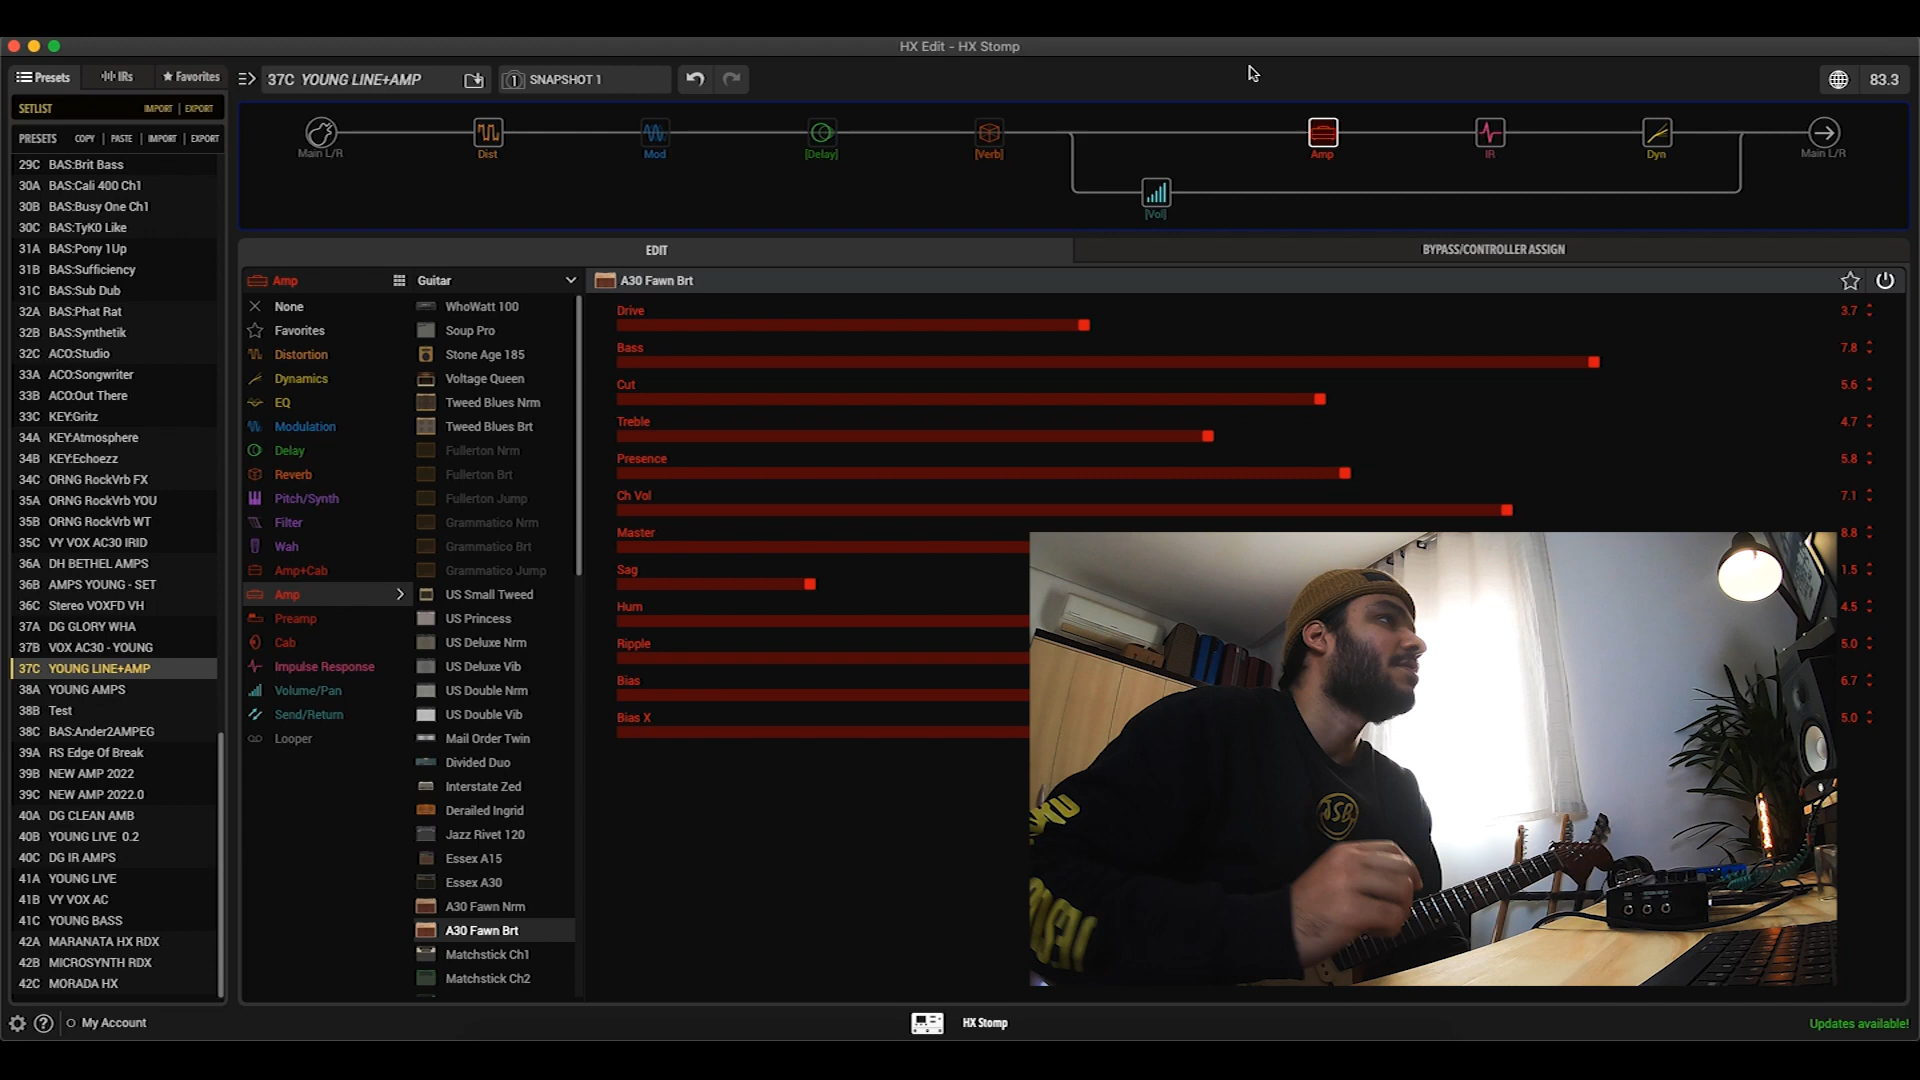 HX Edit - HX Stomp
Presets
IRs
Favorites
37C YOUNG LINE+AMP
1 SNAPSHOT 1
83.3
SETLIST
IMPORT | EXPORT
PRESETS COPY | PASTE | IMPORT | EXPORT
29C BAS:Brit Bass
30A BAS:Cali 400 Ch1
30B BAS:Busy One Ch1
30C BAS:TyK0 Like
31A BAS:Pony 1Up
31B BAS:Sufficiency
31C BAS:Sub Dub
32A BAS:Phat Rat
32B BAS:Synthetik
32C ACO:Studio
33A ACO:Songwriter
33B ACO:Out There
33C KEY:Gritz
34A KEY:Atmosphere
34B KEY:Echoezz
34C ORNG RockVrb FX
35A ORNG RockVrb YOU
35B ORNG RockVrb WT
35C VY VOX AC30 IRID
36A DH BETHEL AMPS
36B AMPS YOUNG - SET
36C Stereo VOXFD VH
37A DG GLORY WHA
37B VOX AC30 - YOUNG
37C YOUNG LINE+AMP
38A YOUNG AMPS
38B Test
38C BAS:Ander2AMPEG
39A RS Edge Of Break
39B NEW AMP 2022
39C NEW AMP 2022.0
40A DG CLEAN AMB
40B YOUNG LIVE 0.2
40C DG IR AMPS
41A YOUNG LIVE
41B VY VOX AC
41C YOUNG BASS
42A MARANATA HX RDX
42B MICROSYNTH RDX
42C MORADA HX
Main L/R
Dist
Mod
[Delay]
[Verb]
Amp
IR
Dyn
Main L/R
[Vol]
EDIT
BYPASS/CONTROLLER ASSIGN
Amp
None
Favorites
Distortion
Dynamics
EQ
Modulation
Delay
Reverb
Pitch/Synth
Filter
Wah
Amp+Cab
Amp
Preamp
Cab
Impulse Response
Volume/Pan
Send/Return
Looper
Guitar
WhoWatt 100
Soup Pro
Stone Age 185
Voltage Queen
Tweed Blues Nrm
Tweed Blues Brt
Fullerton Nrm
Fullerton Brt
Fullerton Jump
Grammatico Nrm
Grammatico Brt
Grammatico Jump
US Small Tweed
US Princess
US Deluxe Nrm
US Deluxe Vib
US Double Nrm
US Double Vib
Mail Order Twin
Divided Duo
Interstate Zed
Derailed Ingrid
Jazz Rivet 120
Essex A15
Essex A30
A30 Fawn Nrm
A30 Fawn Brt
Matchstick Ch1
Matchstick Ch2
A30 Fawn Brt
Drive 3.7
Bass 7.8
Cut 5.6
Treble 4.7
Presence 5.8
Ch Vol 7.1
Master 8.8
Sag 1.5
Hum 4.5
Ripple 5.0
Bias 6.7
Bias X 5.0
JSB
? My Account
HX Stomp
Updates available!